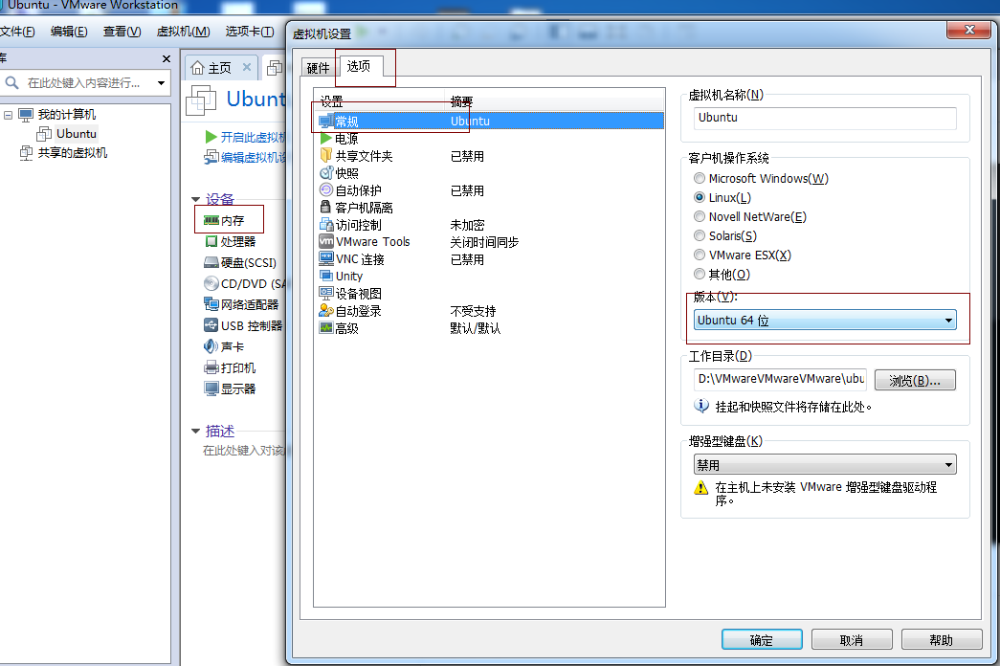 Ubuntu - VMware Workstation
文件(F) 编辑(E) 查看(V) 虚拟机(M) 选项卡(T)
库
在此处键入内容进行...
我的计算机
Ubuntu
共享的虚拟机
主页
Ubunt
开启此虚拟机
编辑虚拟机设
设备
内存
处理器
硬盘(SCSI)
CD/DVD (SA
网络适配器
USB 控制器
声卡
打印机
显示器
描述
在此处键入对该
虚拟机设置
硬件 选项
设置 摘要
常规 Ubuntu
电源
共享文件夹 已禁用
快照
自动保护 已禁用
客户机隔离
访问控制 未加密
VMware Tools 关闭时间同步
VNC 连接 已禁用
Unity
设备视图
自动登录 不受支持
高级 默认/默认
虚拟机名称(N)
Ubuntu
客户机操作系统
Microsoft Windows(W)
Linux(L)
Novell NetWare(E)
Solaris(S)
VMware ESX(X)
其他(O)
版本(V):
Ubuntu 64 位
工作目录(D)
D:\VMwareVMwareVMware\ubu
浏览(B)...
挂起和快照文件将存储在此处。
增强型键盘(K)
禁用
在主机上未安装 VMware 增强型键盘驱动程
序。
确定 取消 帮助